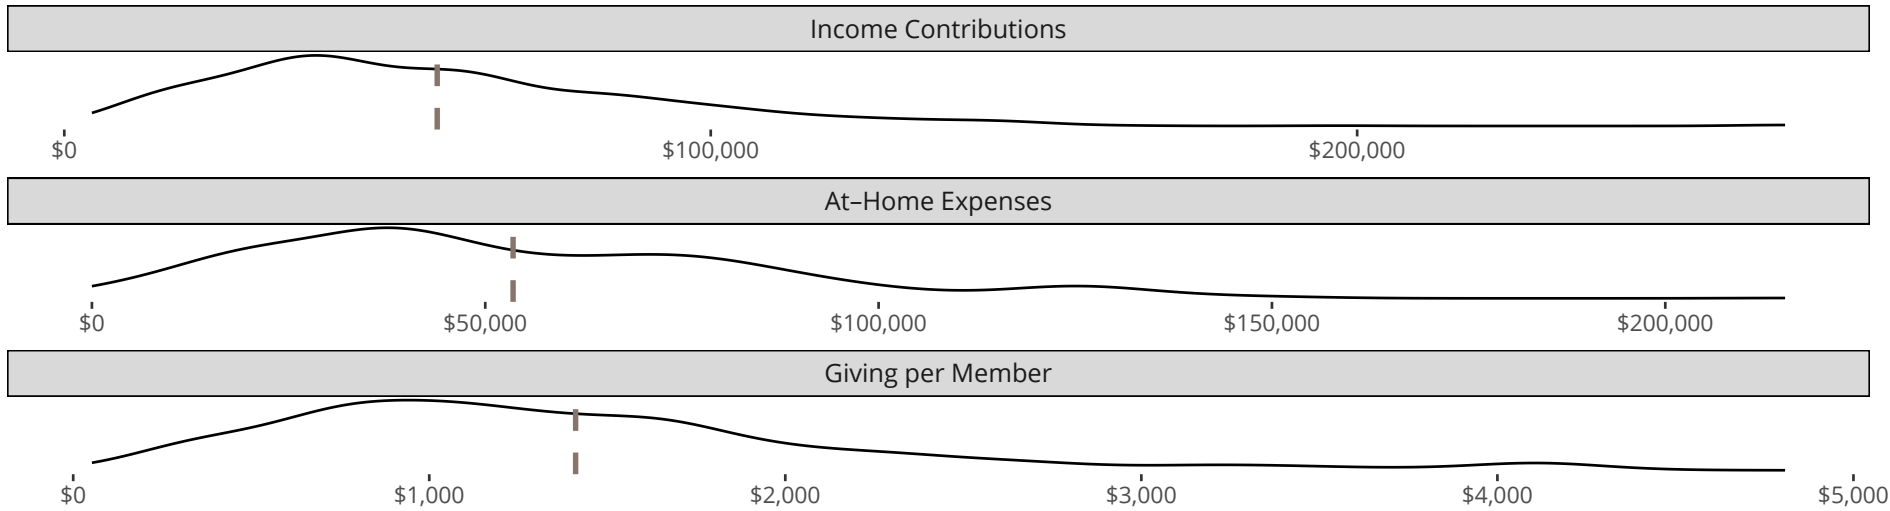 Income Contributions
$0 $100,000 $200,000
At–Home Expenses
$0 $50,000 $100,000 $150,000 $200,000
Giving per Member
$0 $1,000 $2,000 $3,000 $4,000 $5,000